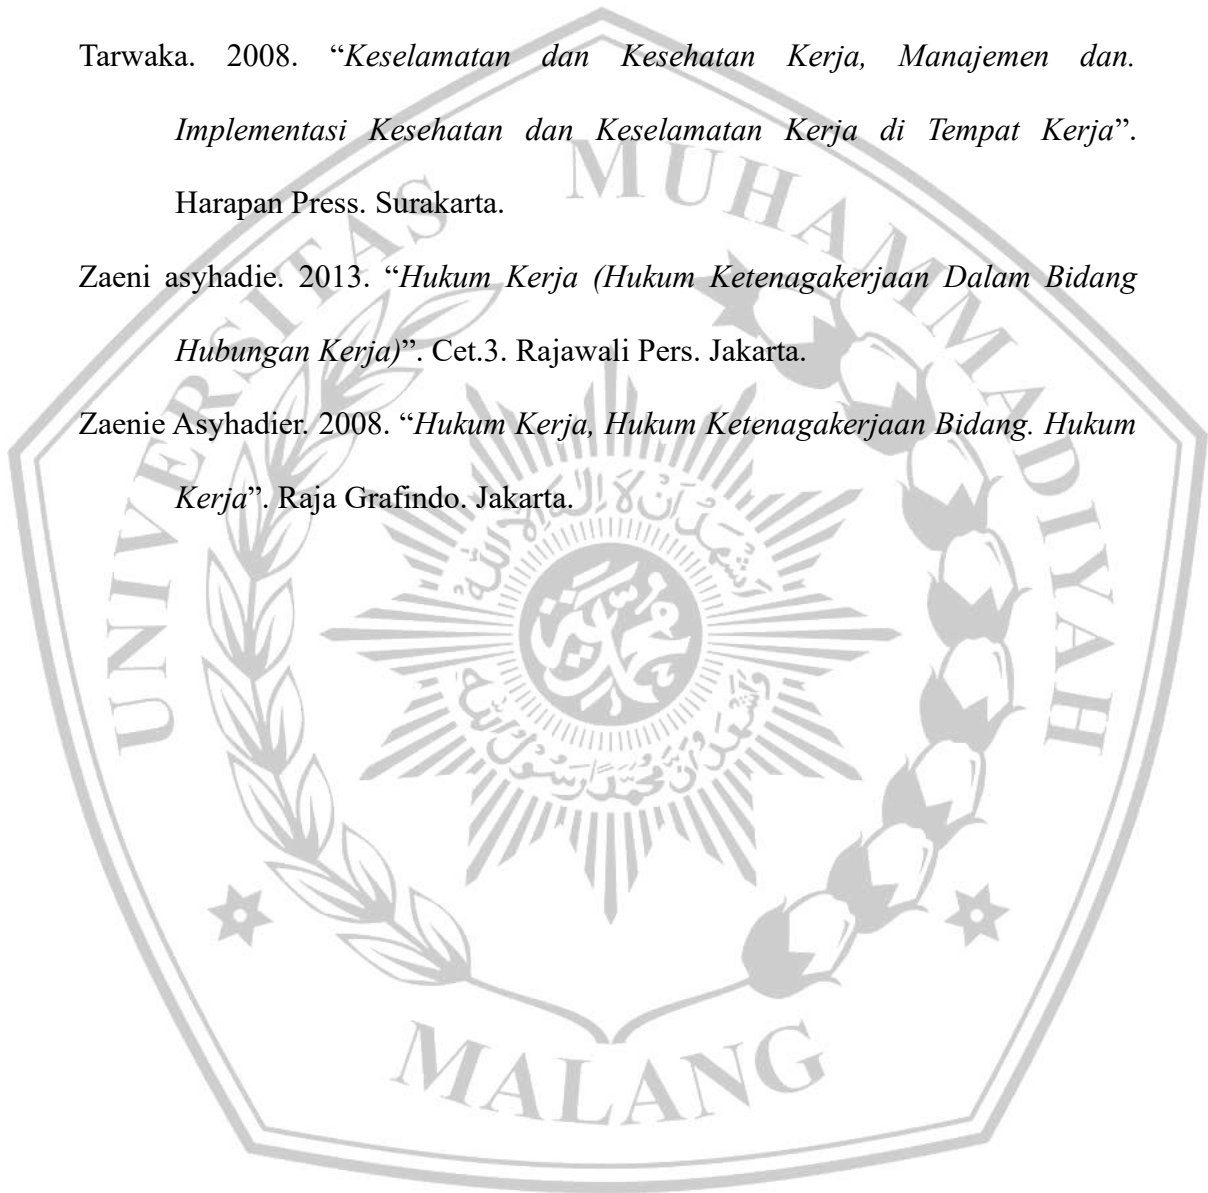 Tarwaka. 2008. “Keselamatan dan Kesehatan Kerja, Manajemen dan.
Implementasi Kesehatan dan Keselamatan Kerja di Tempat Kerja”.
Harapan Press. Surakarta.
Zaeni asyhadie. 2013. “Hukum Kerja (Hukum Ketenagakerjaan Dalam Bidang
Hubungan Kerja)”. Cet.3. Rajawali Pers. Jakarta.
Zaenie Asyhadier. 2008. “Hukum Kerja, Hukum Ketenagakerjaan Bidang. Hukum
Kerja”. Raja Grafindo. Jakarta.
UNIVERSITAS MUHAMMADIYAH
MALANG